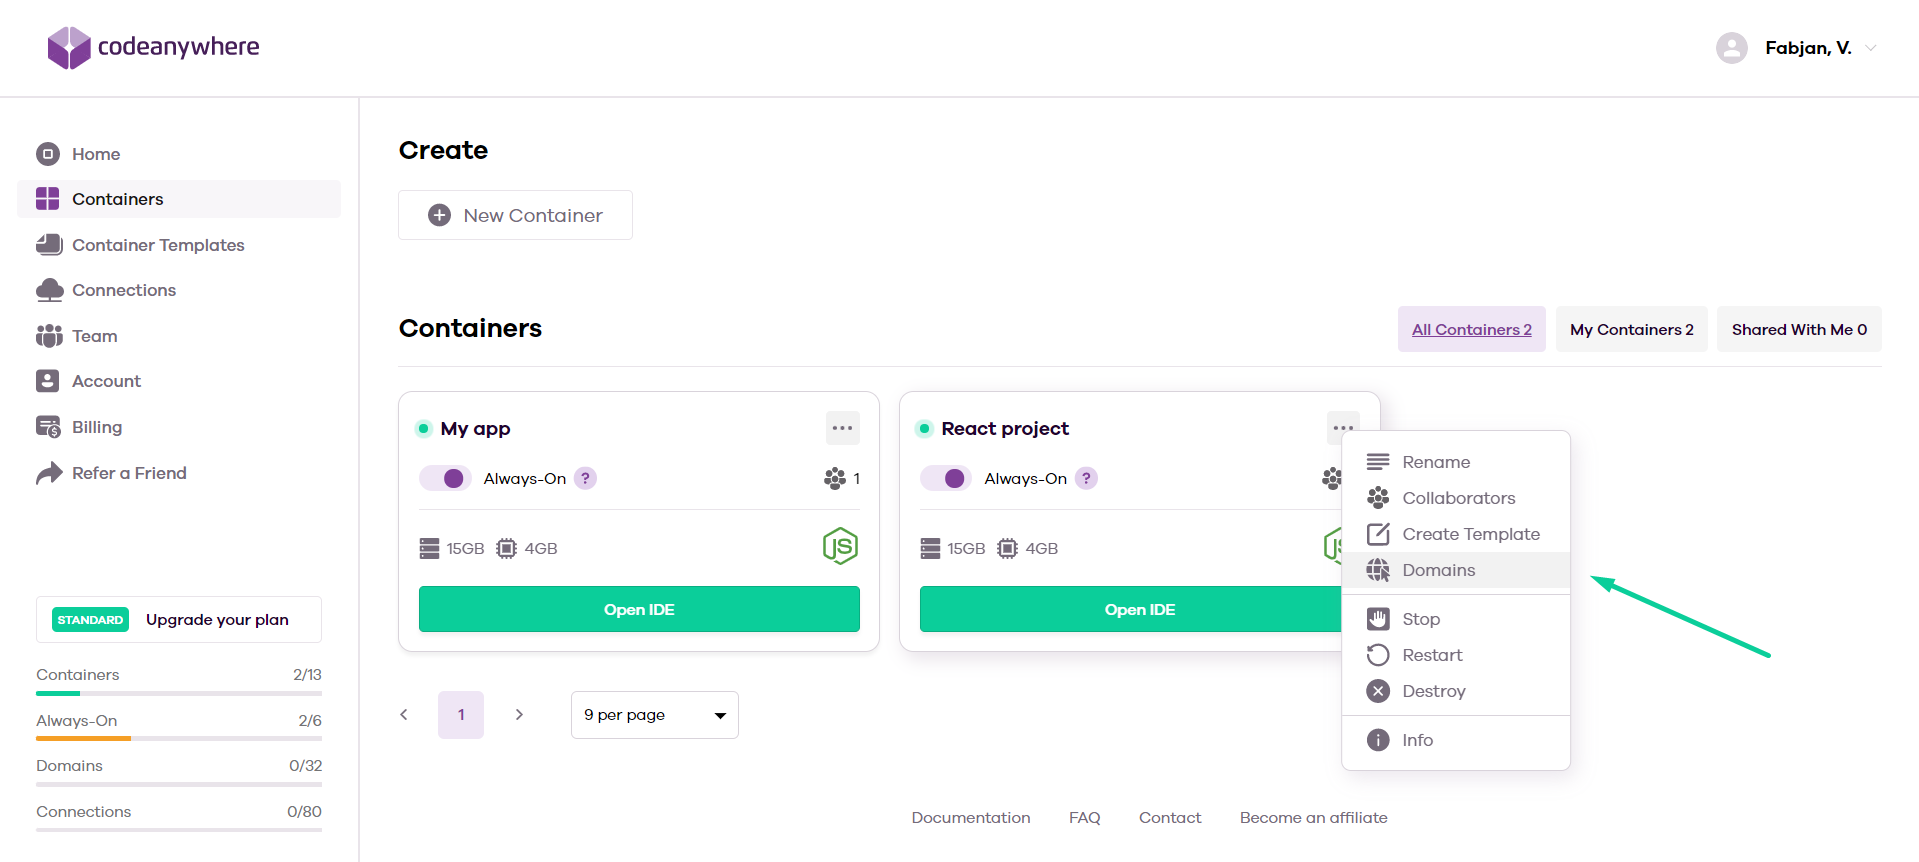 codeanywhere
Fabjan, V.
Home
Containers
Container Templates
Connections
Team
Account
Billing
Refer a Friend
STANDARD Upgrade your plan
Containers 2/13
Always-On 2/6
Domains 0/32
Connections 0/80
Create
New Container
Containers
All Containers 2 My Containers 2 Shared With Me 0
My app
Always-On ? 1
15GB 4GB JS
Open IDE
React project
Always-On ?
15GB 4GB
Open IDE
Rename
Collaborators
Create Template
Domains
Stop
Restart
Destroy
Info
1 9 per page
Documentation FAQ Contact Become an affiliate